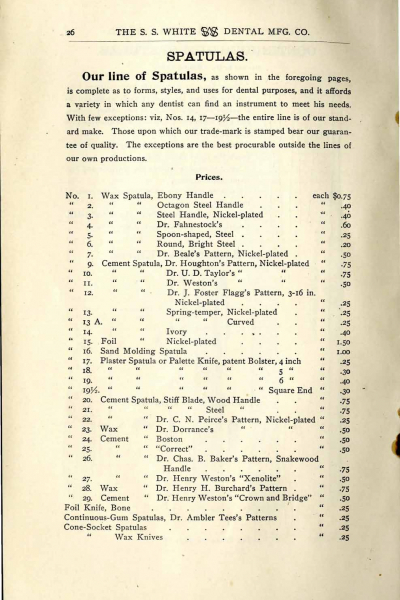 26 THE S. S. WHITE DENTAL MFG. CO.
SPATULAS.
Our line of Spatulas, as shown in the foregoing pages,
is complete as to forms, styles, and uses for dental purposes, and it affords
a variety in which any dentist can find an instrument to meet his needs.
With few exceptions: viz, Nos. 14, 17—19½—the entire line is of our stand-
ard make. Those upon which our trade-mark is stamped bear our guaran-
tee of quality. The exceptions are the best procurable outside the lines of
our own productions.
Prices.
No. 1. Wax Spatula, Ebony Handle . . . . . each $0.75
" 2. " " Octagon Steel Handle . . . " .40
" 3. " " Steel Handle, Nickel-plated . . " .40
" 4. " " Dr. Fahnestock's . . . . " .60
" 5. " " Spoon-shaped, Steel . . . . " .25
" 6. " " Round, Bright Steel . . . . " .20
" 7. " " Dr. Beale's Pattern, Nickel-plated . " .50
" 9. Cement Spatula, Dr. Houghton's Pattern, Nickel-plated " .75
" 10. " " Dr. U. D. Taylor's " " " .75
" 11. " " Dr. Weston's " " " .50
" 12. " " Dr. J. Foster Flagg's Pattern, 3-16 in.
Nickel-plated . . . . " .25
" 13. " " Spring-temper, Nickel-plated . " .25
" 13 A. " " " " Curved . . " .25
" 14. " " Ivory . . . . . " .40
" 15. Foil " Nickel-plated . . . . " 1.50
" 16. Sand Molding Spatula . . . . . " 1.00
" 17. Plaster Spatula or Palette Knife, patent Bolster, 4 inch " .25
" 18. " " " " " " 5 " " .30
" 19. " " " " " " 6 " " .40
" 19½. " " " " " " Square End " .30
" 20. Cement Spatula, Stiff Blade, Wood Handle . . " .75
" 21. " " " " Steel " . . " .75
" 22. " " Dr. C. N. Peirce's Pattern, Nickel-plated " .25
" 23. Wax " Dr. Dorrance's " " " .50
" 24. Cement " Boston . . . . . " .50
" 25. " " "Correct" . . . . . " .50
" 26. " " Dr. Chas. B. Baker's Pattern, Snakewood
Handle . . . . . " .75
" 27. " " Dr. Henry Weston's "Xenolite" . " .50
" 28. Wax " Dr. Henry H. Burchard's Pattern . " .75
" 29. Cement " Dr. Henry Weston's "Crown and Bridge" " .50
Foil Knife, Bone . . . . . . . " .25
Continuous-Gum Spatulas, Dr. Ambler Tees's Patterns . " .25
Cone-Socket Spatulas . . . . . . " .25
" Wax Knives . . . . . . " .25